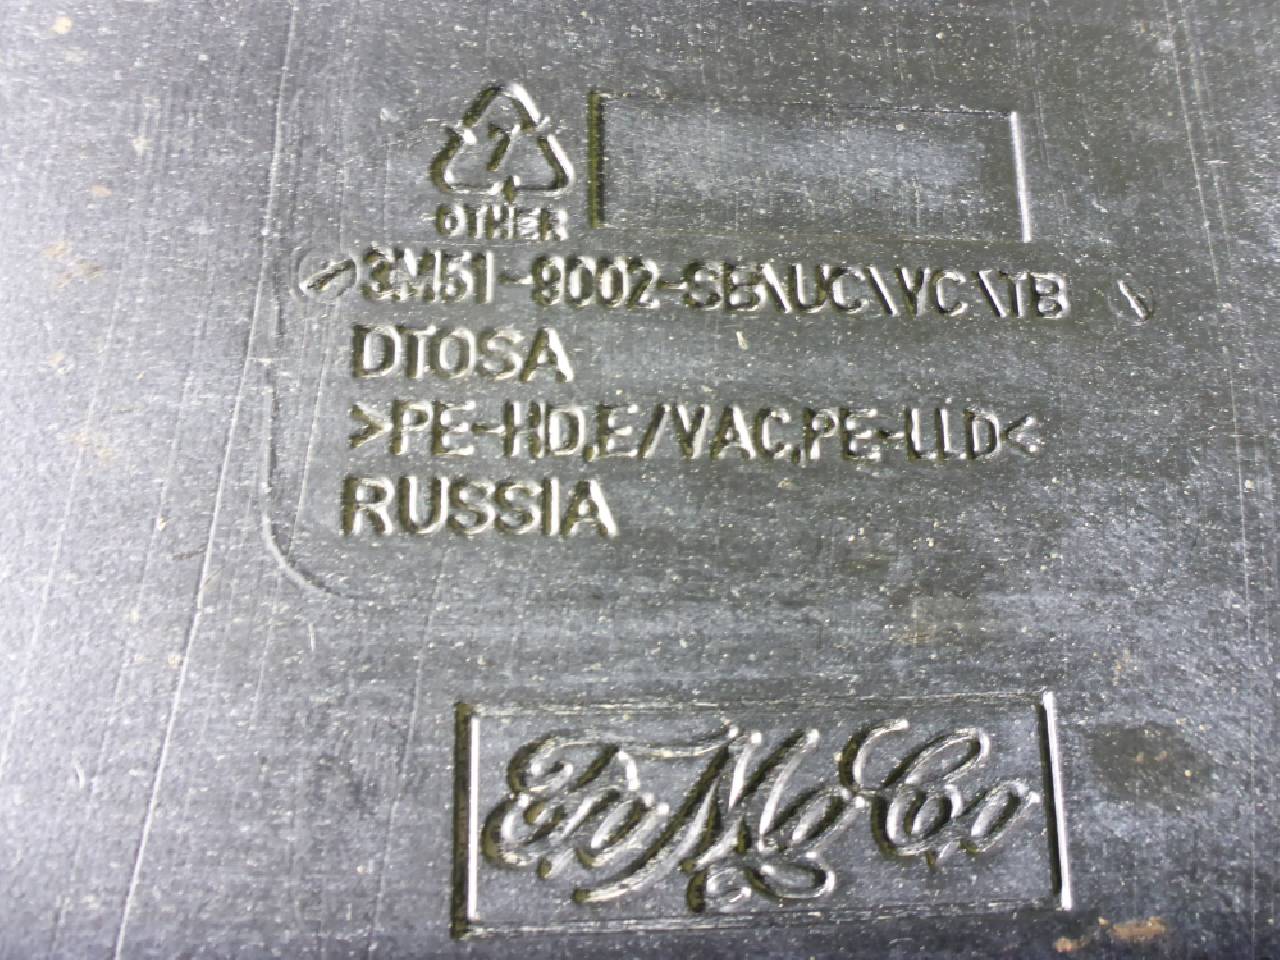 7
OTHER
3M51-9002-SB\UC\VC\TB
DTOSA
>PE-HD,E/VAC,PE-LLD<
RUSSIA
FoMoCo